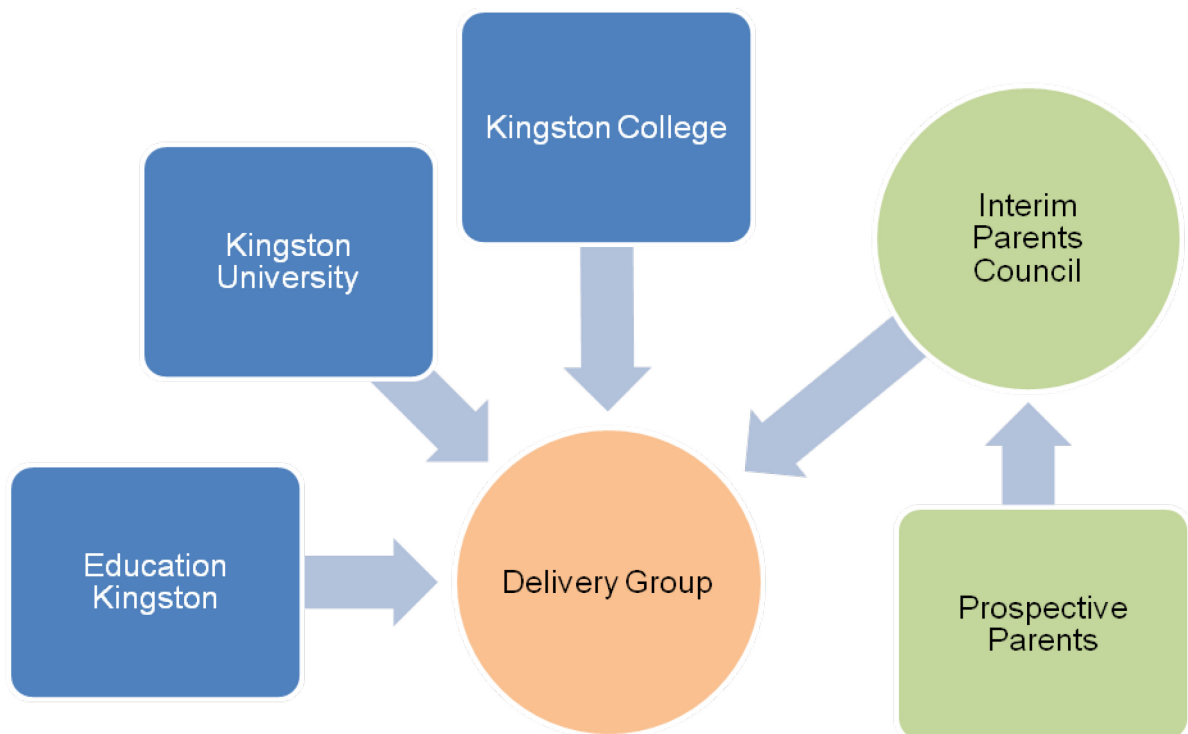 Kingston College
Kingston
University
Interim
Parents
Council
Education
Kingston
Delivery Group
Prospective
Parents